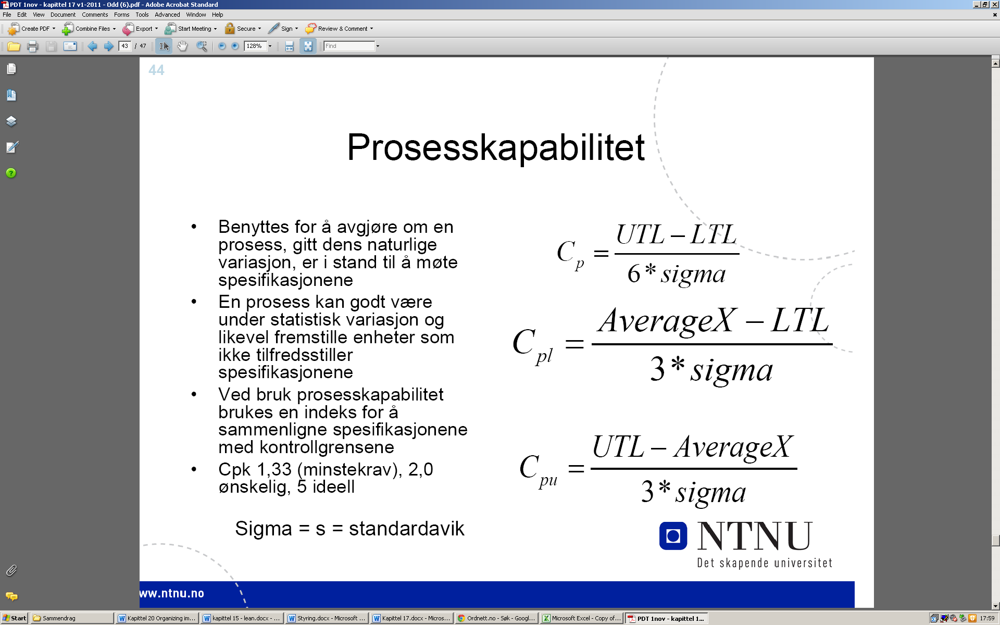 PDT 1nov - kapittel 17 v1-2011 - Odd (6).pdf - Adobe Acrobat Standard
File Edit View Document Comments Forms Tools Advanced Window Help
Create PDF Combine Files Export Start Meeting Secure Sign Review & Comment
43 / 47 128% Find
44
Prosesskapabilitet
• Benyttes for å avgjøre om en
prosess, gitt dens naturlige
variasjon, er i stand til å møte
spesifikasjonene
• En prosess kan godt være
under statistisk variasjon og
likevel fremstille enheter som
ikke tilfredsstiller
spesifikasjonene
• Ved bruk prosesskapabilitet
brukes en indeks for å
sammenligne spesifikasjonene
med kontrollgrensene
• Cpk 1,33 (minstekrav), 2,0
ønskelig, 5 ideell
Sigma = s = standardavik
UTL – LTL
C p =
6 * sigma
AverageX – LTL
C pl =
3 * sigma
UTL – AverageX
C pu =
3 * sigma
NTNU
Det skapende universitet
ww.ntnu.no
Start Sammendrag Kapittel 20 Organizing im... kapittel 15 - lean.docx - ... Styring.docx - Microsoft ... Kapittel 17.docx - Micros... Ordnett.no - Søk - Googl... Microsoft Excel - Copy of... PDT 1nov - kapittel 1... 17:59